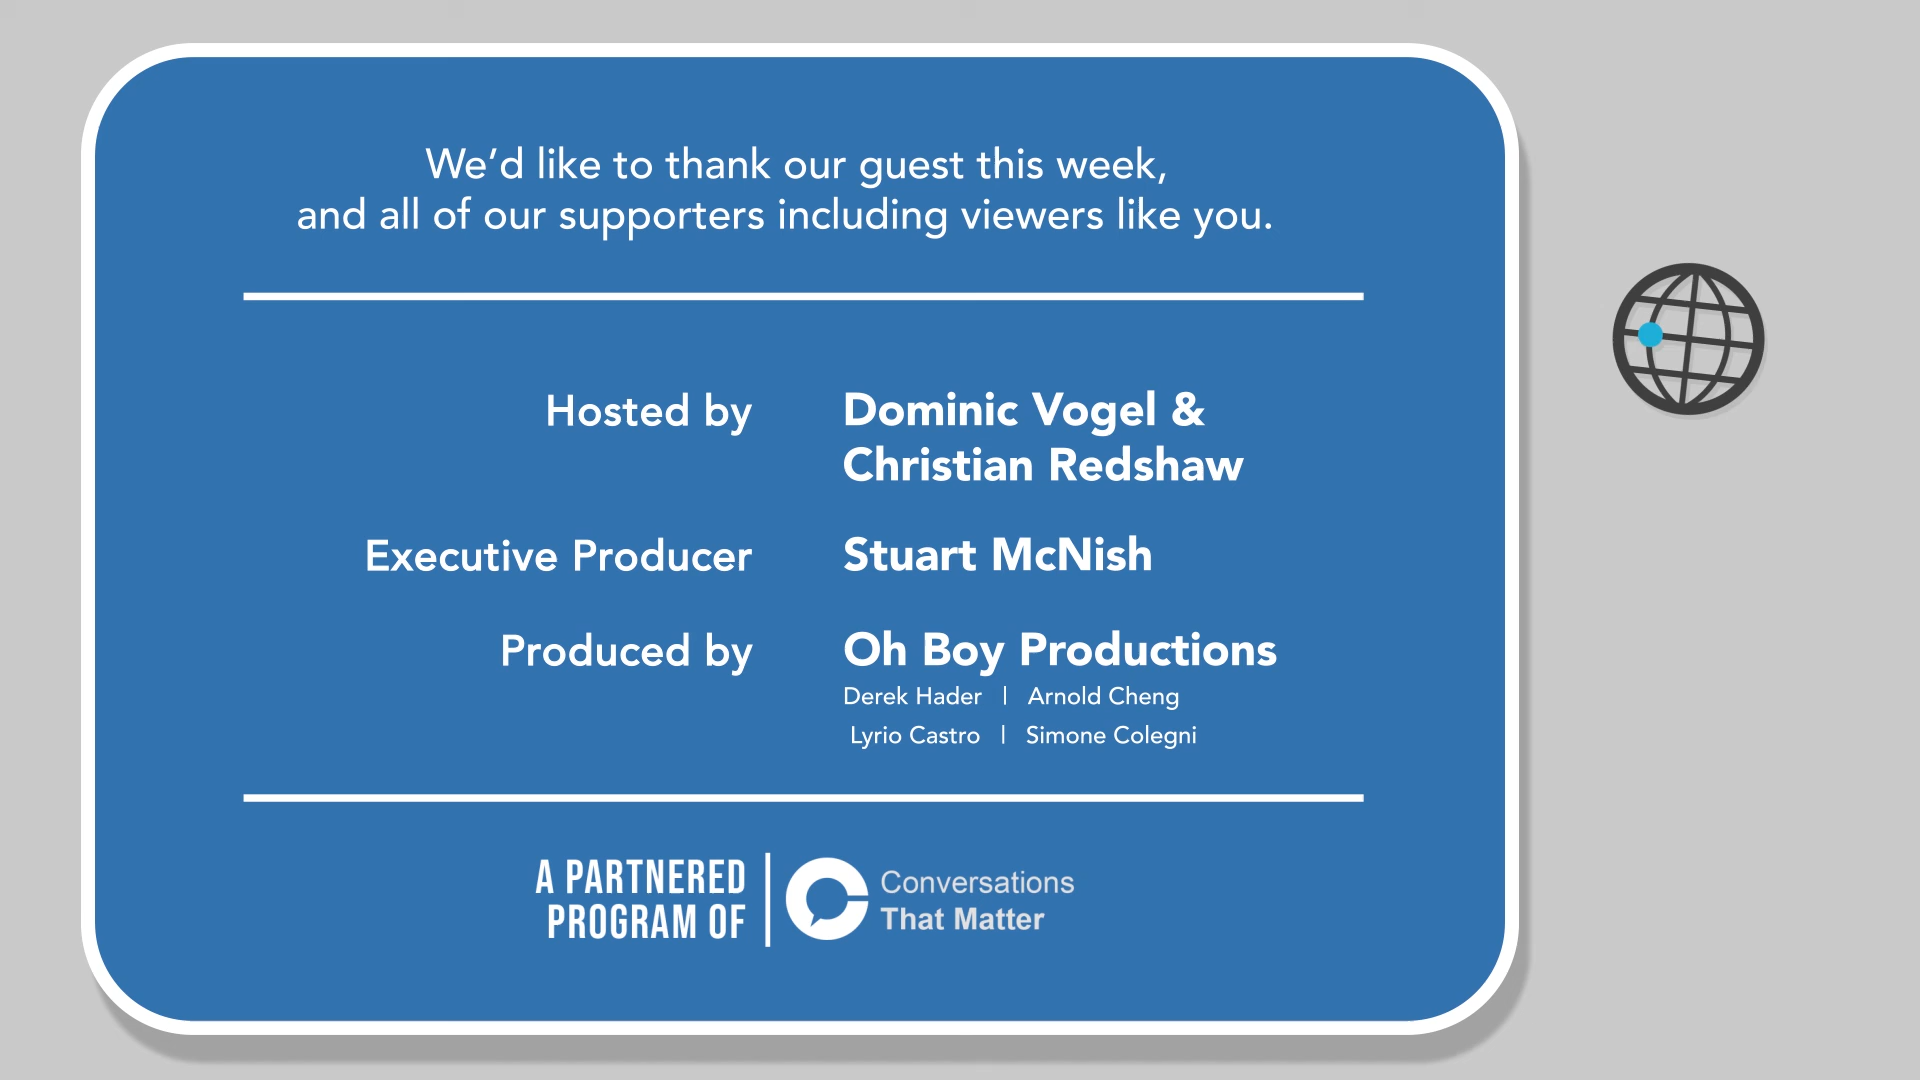 We’d like to thank our guest this week,
and all of our supporters including viewers like you.
Hosted by
Dominic Vogel &
Christian Redshaw
Executive Producer
Stuart McNish
Produced by
Oh Boy Productions
Derek Hader | Arnold Cheng
Lyrio Castro | Simone Colegni
A PARTNERED
PROGRAM OF
Conversations
That Matter